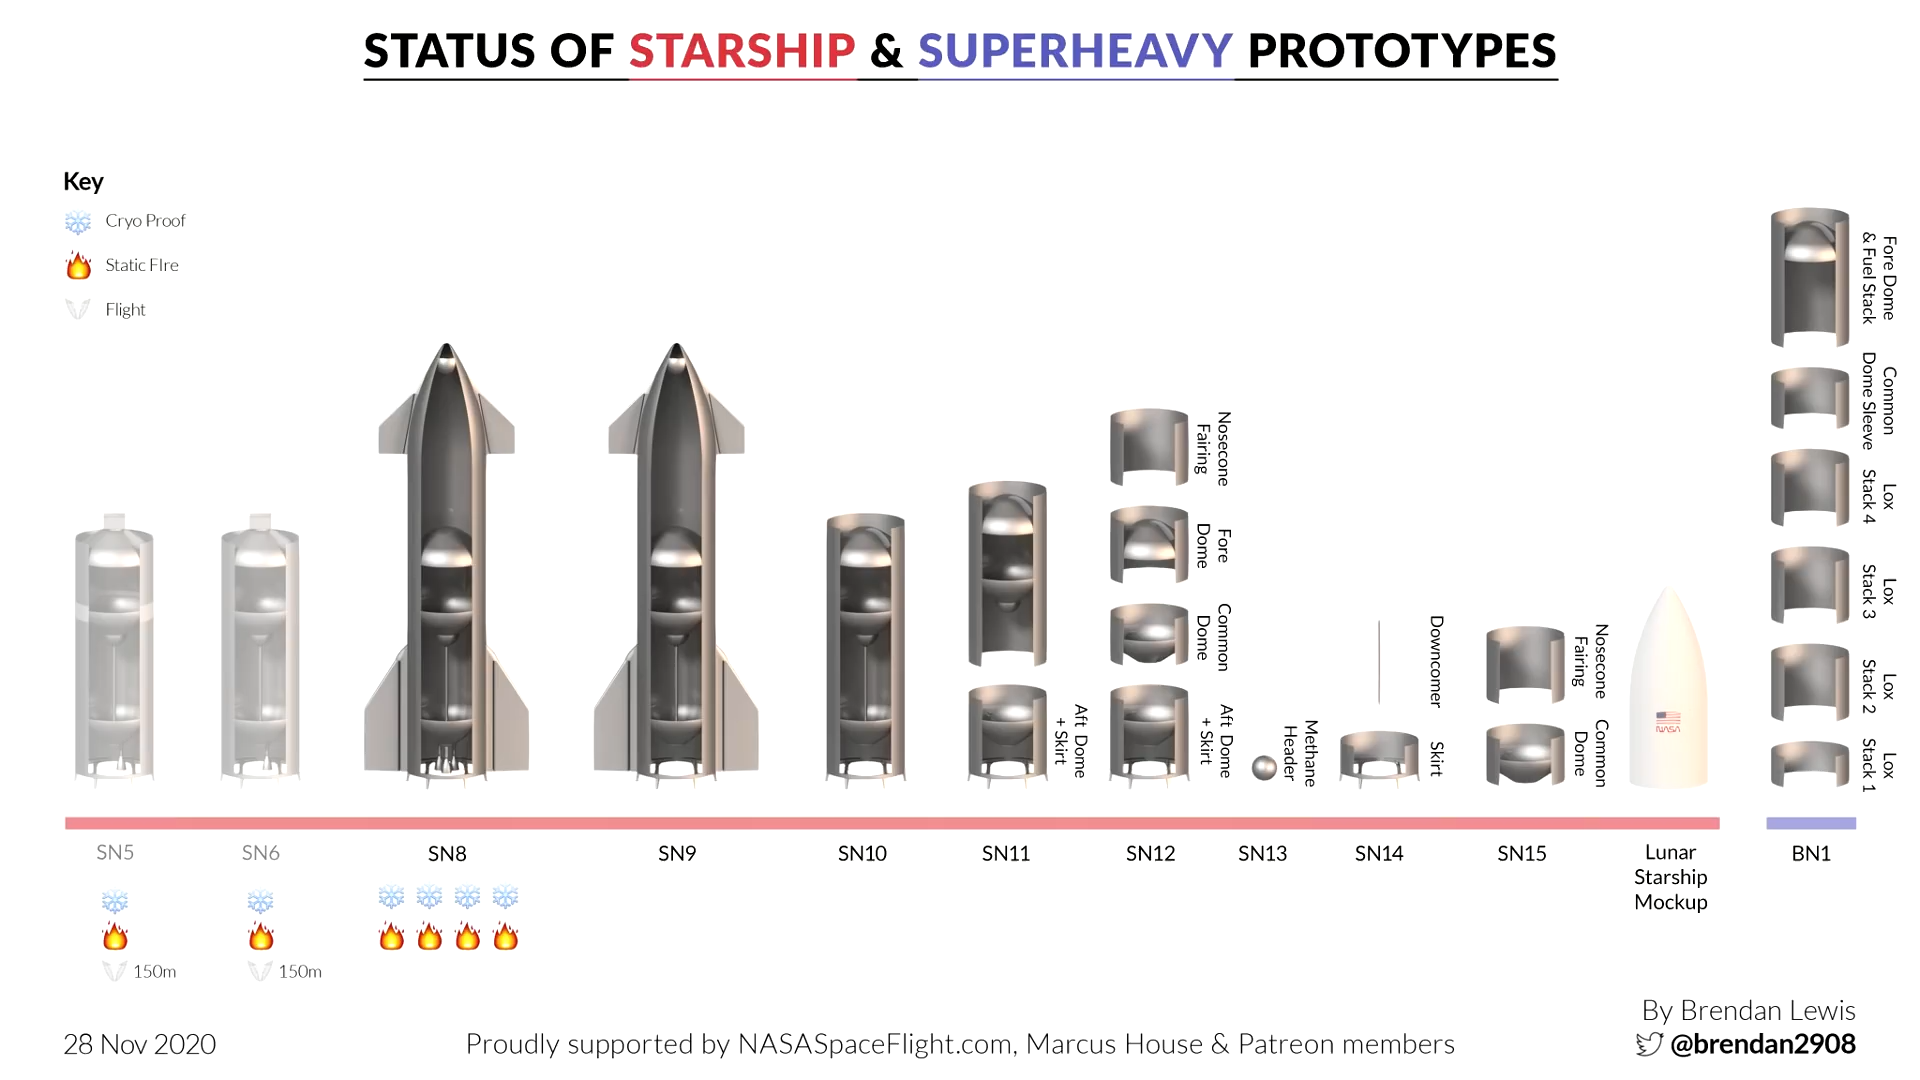 STATUS OF STARSHIP & SUPERHEAVY PROTOTYPES
Key
Cryo Proof
Static FIre
Flight
Aft Dome
+ Skirt
Nosecone
Fairing
Fore
Dome
Common
Dome
Aft Dome
+ Skirt
Methane
Header
Downcomer
Skirt
Nosecone
Fairing
Common
Dome
NASA
Fore Dome
& Fuel Stack
Common
Dome Sleeve
Lox
Stack 4
Lox
Stack 3
Lox
Stack 2
Lox
Stack 1
SN5
SN6
SN8
SN9
SN10
SN11
SN12
SN13
SN14
SN15
Lunar
Starship
Mockup
BN1
150m
150m
28 Nov 2020
Proudly supported by NASASpaceFlight.com, Marcus House & Patreon members
By Brendan Lewis
@brendan2908